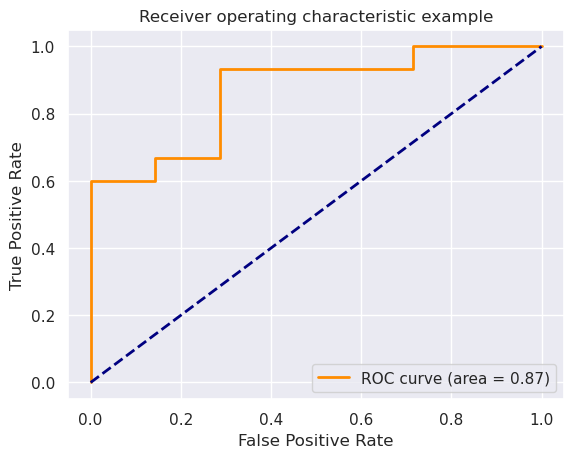 Receiver operating characteristic example
True Positive Rate
1.0
0.8
0.6
0.4
0.2
0.0
ROC curve (area = 0.87)
0.0 0.2 0.4 0.6 0.8 1.0
False Positive Rate